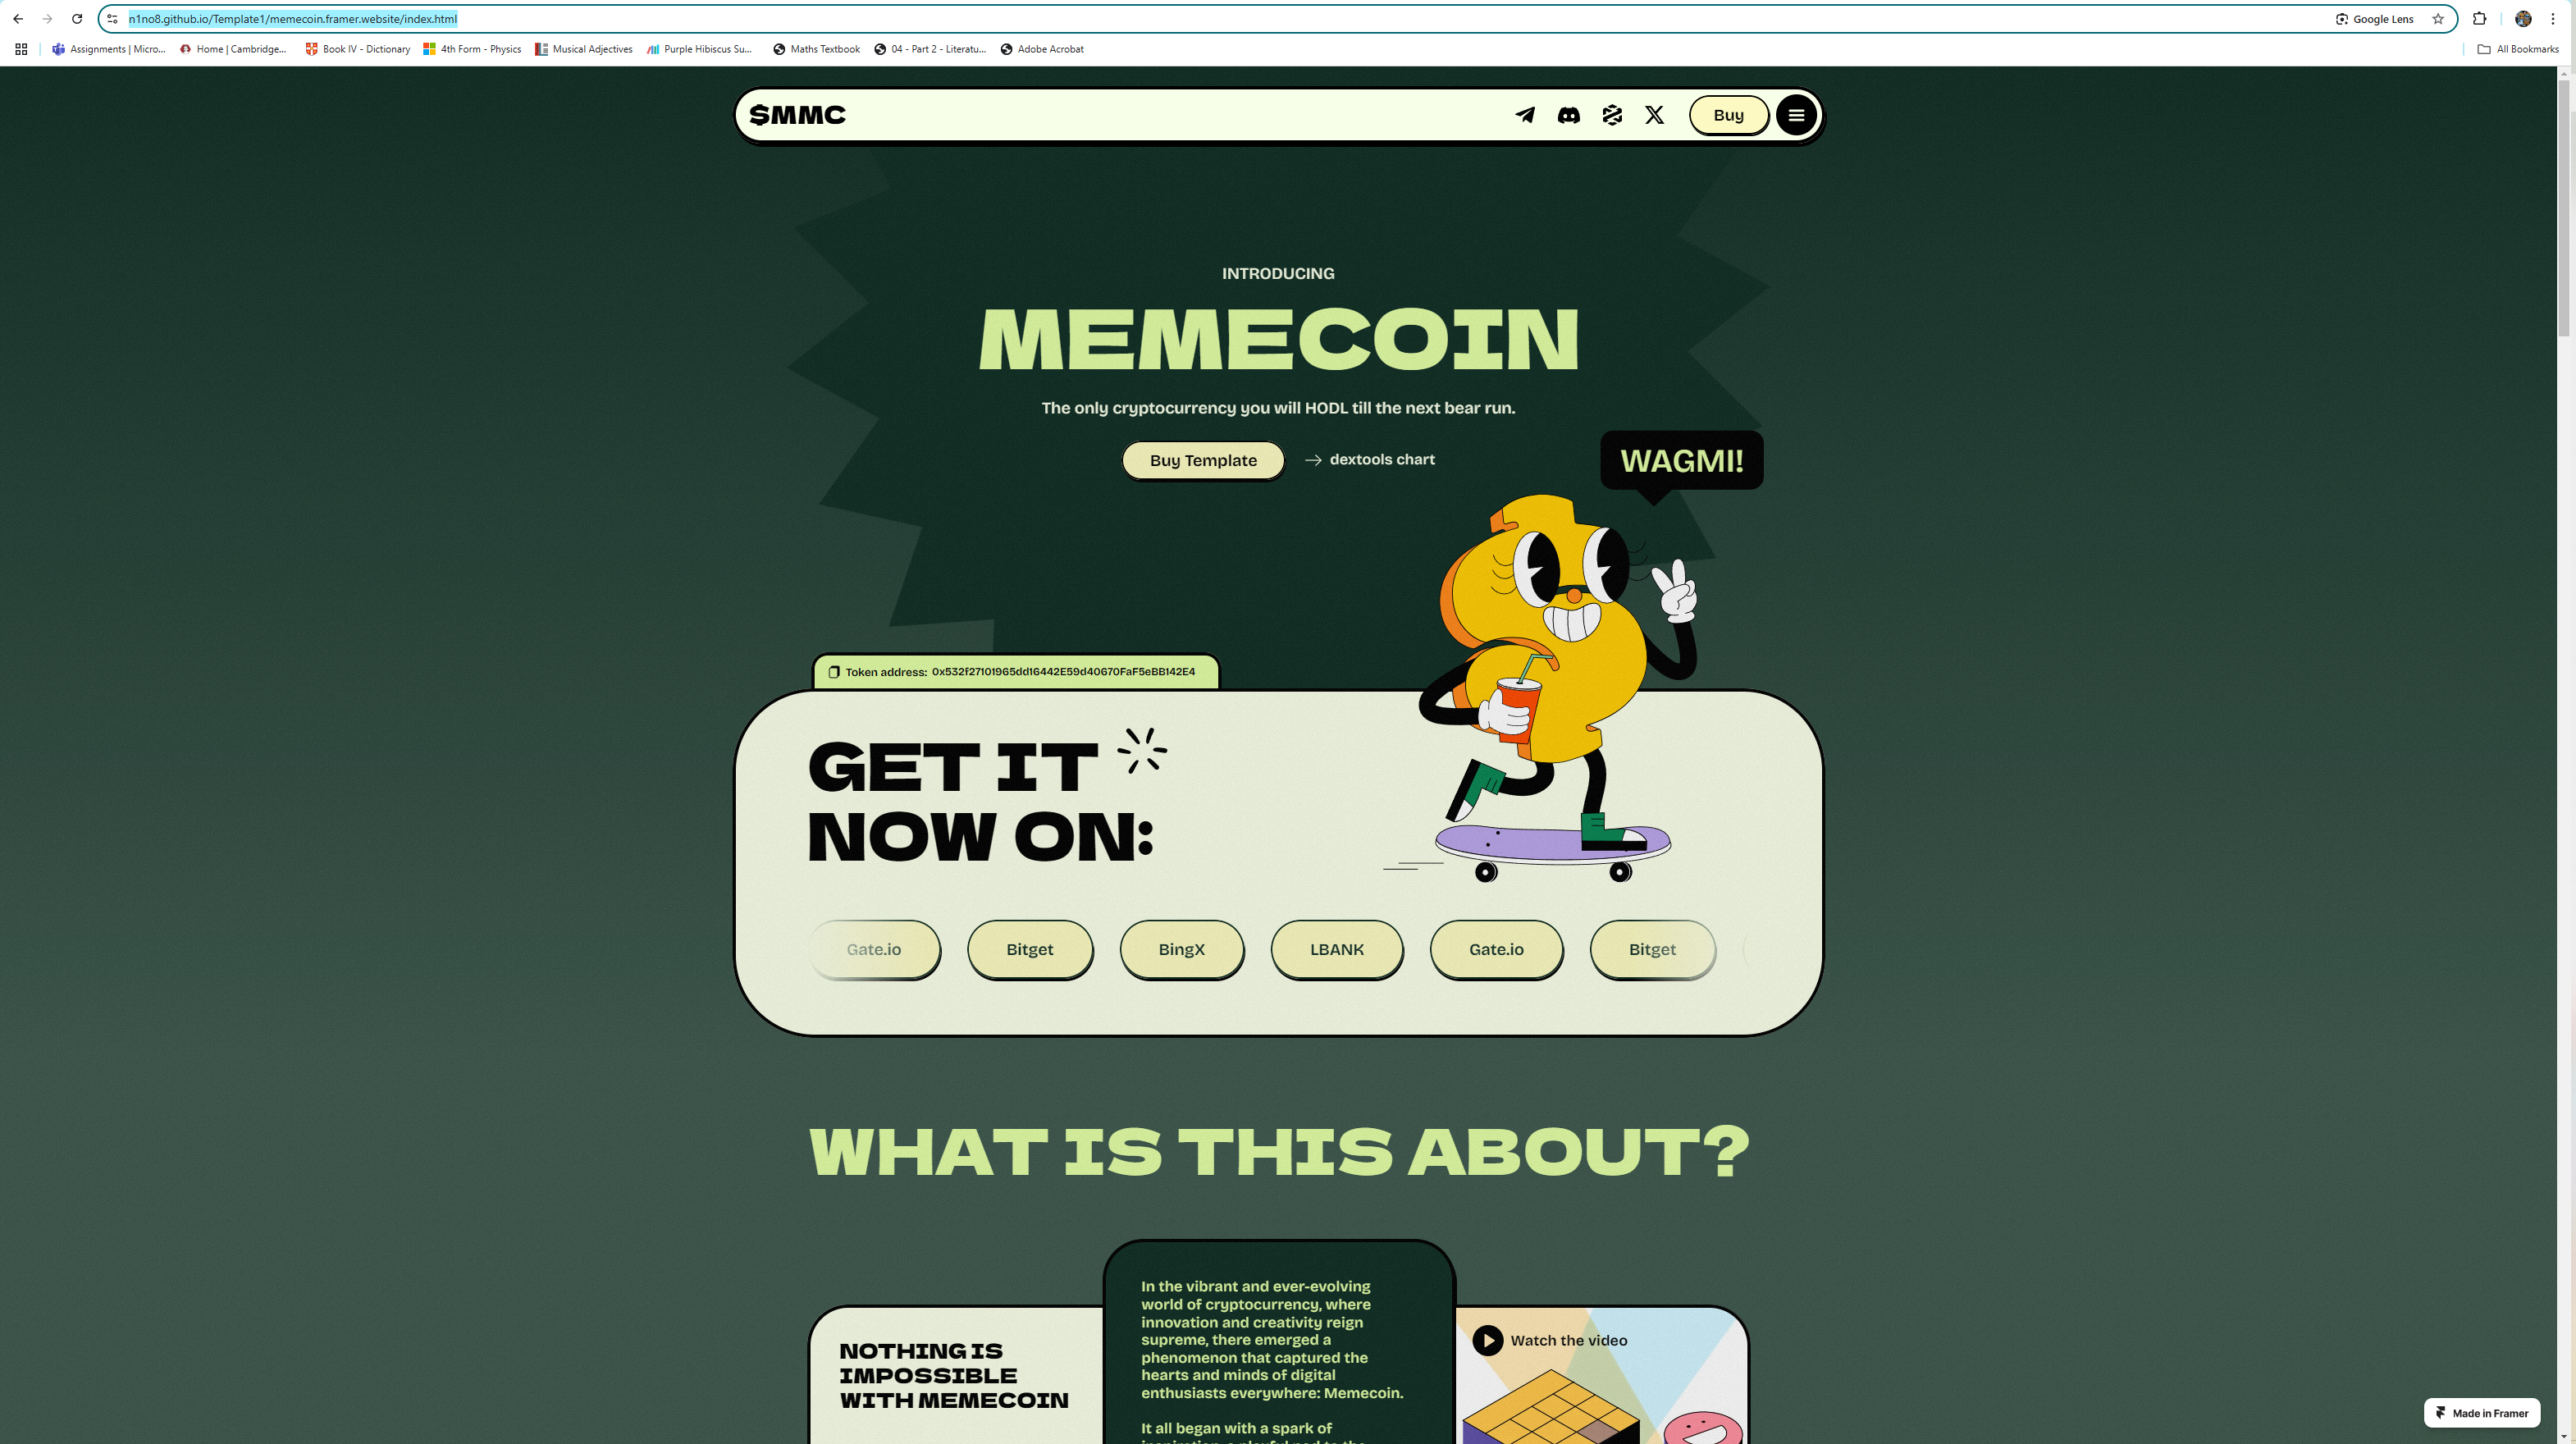 n1no8.github.io/Template1/memecoin.framer.website/index.html
Google Lens
Assignments | Micro...
Home | Cambridge...
Book IV - Dictionary
4th Form - Physics
Musical Adjectives
Purple Hibiscus Su...
Maths Textbook
04 - Part 2 - Literatu...
Adobe Acrobat
All Bookmarks
$MMC
Buy
INTRODUCING
MEMECOIN
The only cryptocurrency you will HODL till the next bear run.
Buy Template
dextools chart
WAGMI!
Token address: 0x532f27101965dd16442E59d40670FaF5eBB142E4
GET IT
NOW ON:
Gate.io
Bitget
BingX
LBANK
Gate.io
Bitget
WHAT IS THIS ABOUT?
NOTHING IS
IMPOSSIBLE
WITH MEMECOIN
In the vibrant and ever-evolving
world of cryptocurrency, where
innovation and creativity reign
supreme, there emerged a
phenomenon that captured the
hearts and minds of digital
enthusiasts everywhere: Memecoin.
It all began with a spark of
Watch the video
Made in Framer